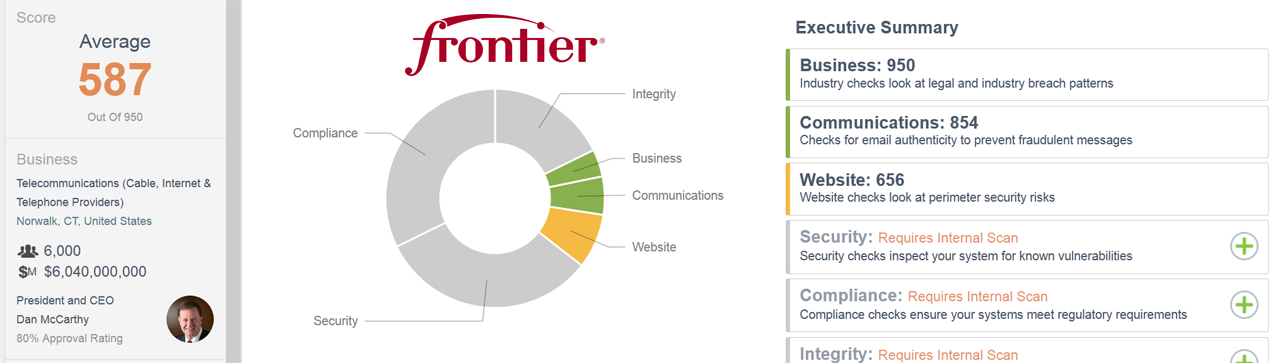 Score
Average
587
Out Of 950
Business
Telecommunications (Cable, Internet &
Telephone Providers)
Norwalk, CT, United States
6,000
$M $6,040,000,000
President and CEO
Dan McCarthy
80% Approval Rating
frontier®
Integrity
Compliance
Business
Communications
Website
Security
Executive Summary
Business: 950
Industry checks look at legal and industry breach patterns
Communications: 854
Checks for email authenticity to prevent fraudulent messages
Website: 656
Website checks look at perimeter security risks
Security: Requires Internal Scan
Security checks inspect your system for known vulnerabilities
Compliance: Requires Internal Scan
Compliance checks ensure your systems meet regulatory requirements
Integrity: Requires Internal Scan